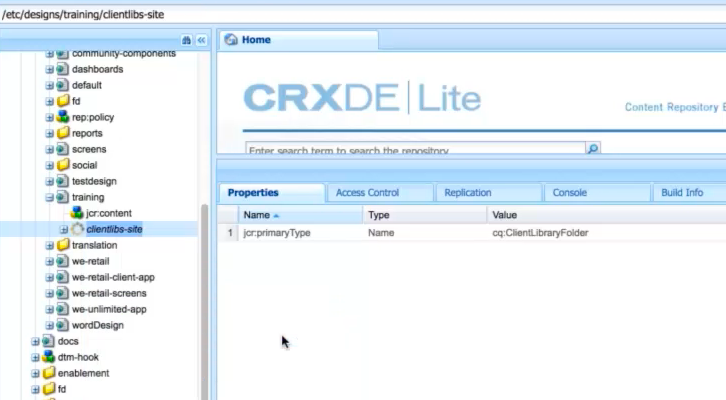 /etc/designs/training/clientlibs-site
community-components
dashboards
default
fd
rep:policy
reports
screens
social
testdesign
training
jcr:content
clientlibs-site
translation
we-retail
we-retail-client-app
we-retail-screens
we-unlimited-app
wordDesign
docs
dtm-hook
enablement
fd
Home
CRXDE | Lite
Content Repository E
Enter search term to search the repository
Properties Access Control Replication Console Build Info
Name Type Value
1 jcr:primaryType Name cq:ClientLibraryFolder